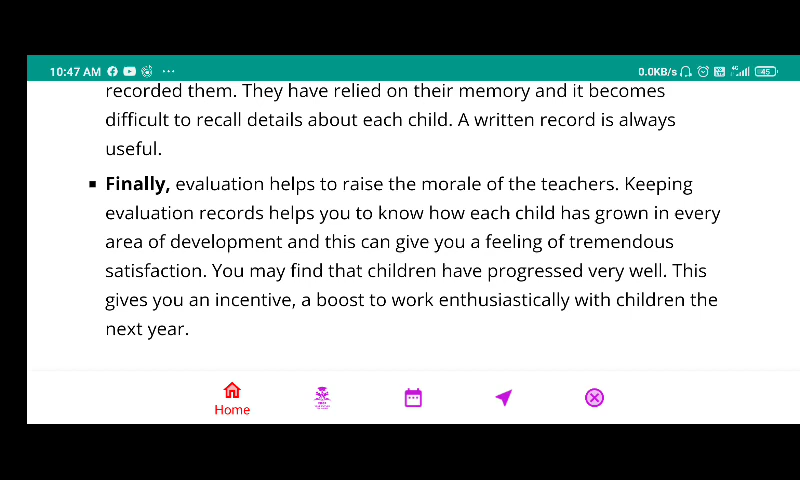 10:47 AM
0.0KB/s
4G
45
recorded them. They have relied on their memory and it becomes
difficult to recall details about each child. A written record is always
useful.
Finally, evaluation helps to raise the morale of the teachers. Keeping
evaluation records helps you to know how each child has grown in every
area of development and this can give you a feeling of tremendous
satisfaction. You may find that children have progressed very well. This
gives you an incentive, a boost to work enthusiastically with children the
next year.
Home